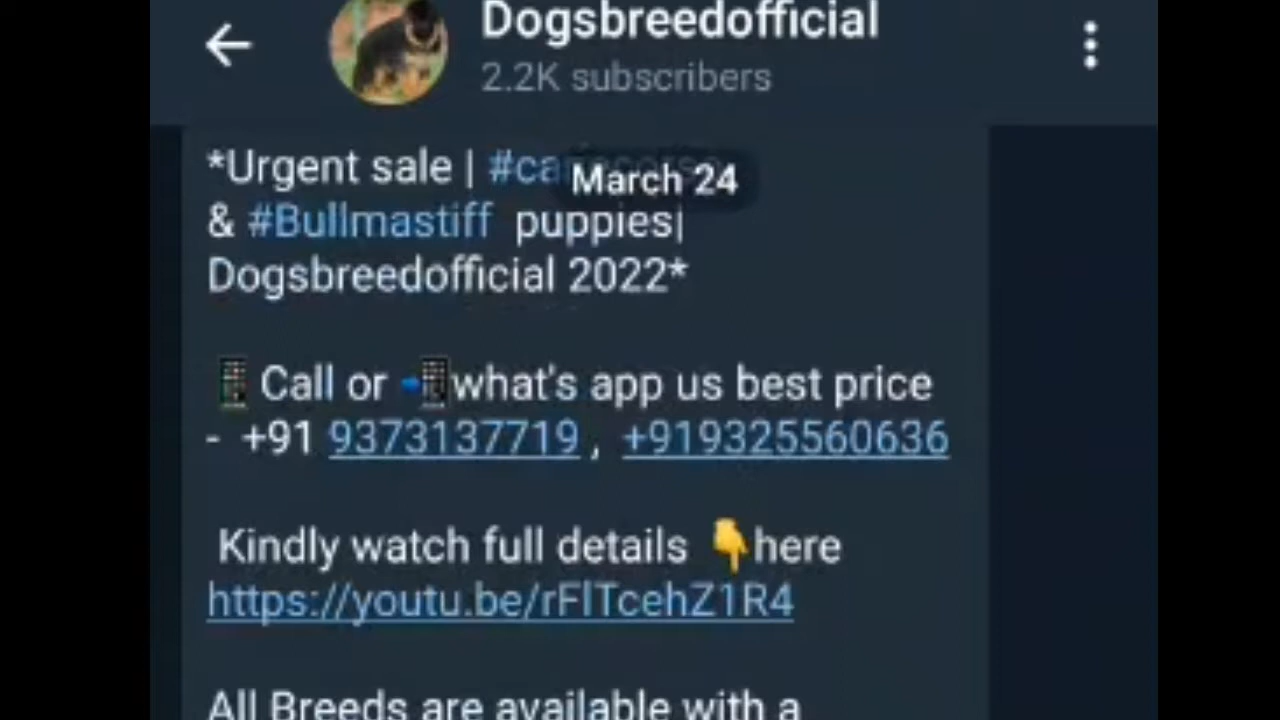 Dogsbreedofficial
2.2K subscribers
*Urgent sale |
March 24
& #Bullmastiff puppies|
Dogsbreedofficial 2022*
📱Call or 📲what's app us best price
- +91 9373137719 , +919325560636
Kindly watch full details 👇here
https://youtu.be/rFlTcehZ1R4
All Breeds are available with a